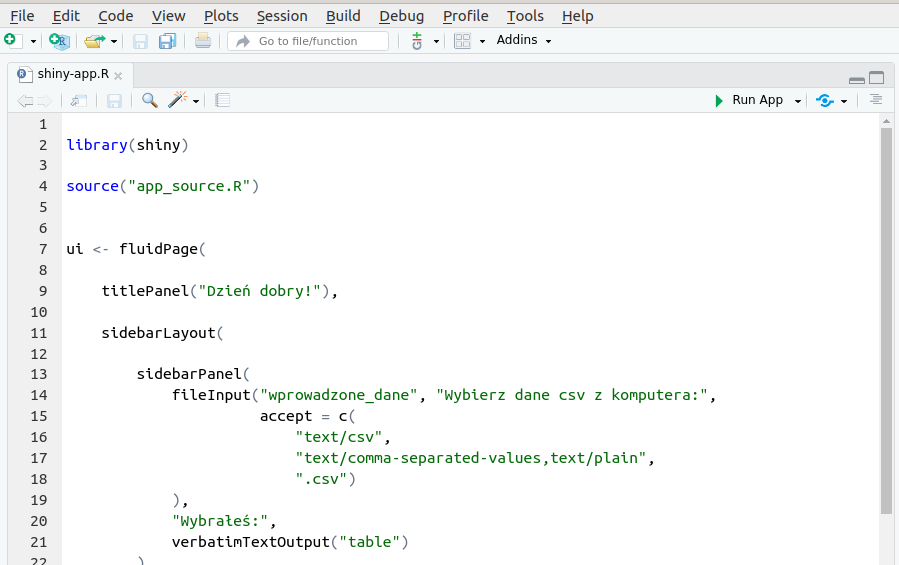 File Edit Code Shiny Plots Session Build Debug Profile Tools Help
R Go to file/function Git Addins
R shiny-app.R
Run App
1
2 library(shiny)
3
4 source("app_source.R")
5
6
7 ui <- fluidPage(
8
9 titlePanel("Dzień dobry!"),
10
11 sidebarLayout(
12
13 sidebarPanel(
14 fileInput("wprowadzone_dane", "Wybierz dane csv z komputera:",
15 accept = c(
16 "text/csv",
17 "text/comma-separated-values,text/plain",
18 ".csv")
19 ),
20 "Wybrałeś:",
21 verbatimTextOutput("table")
22 )